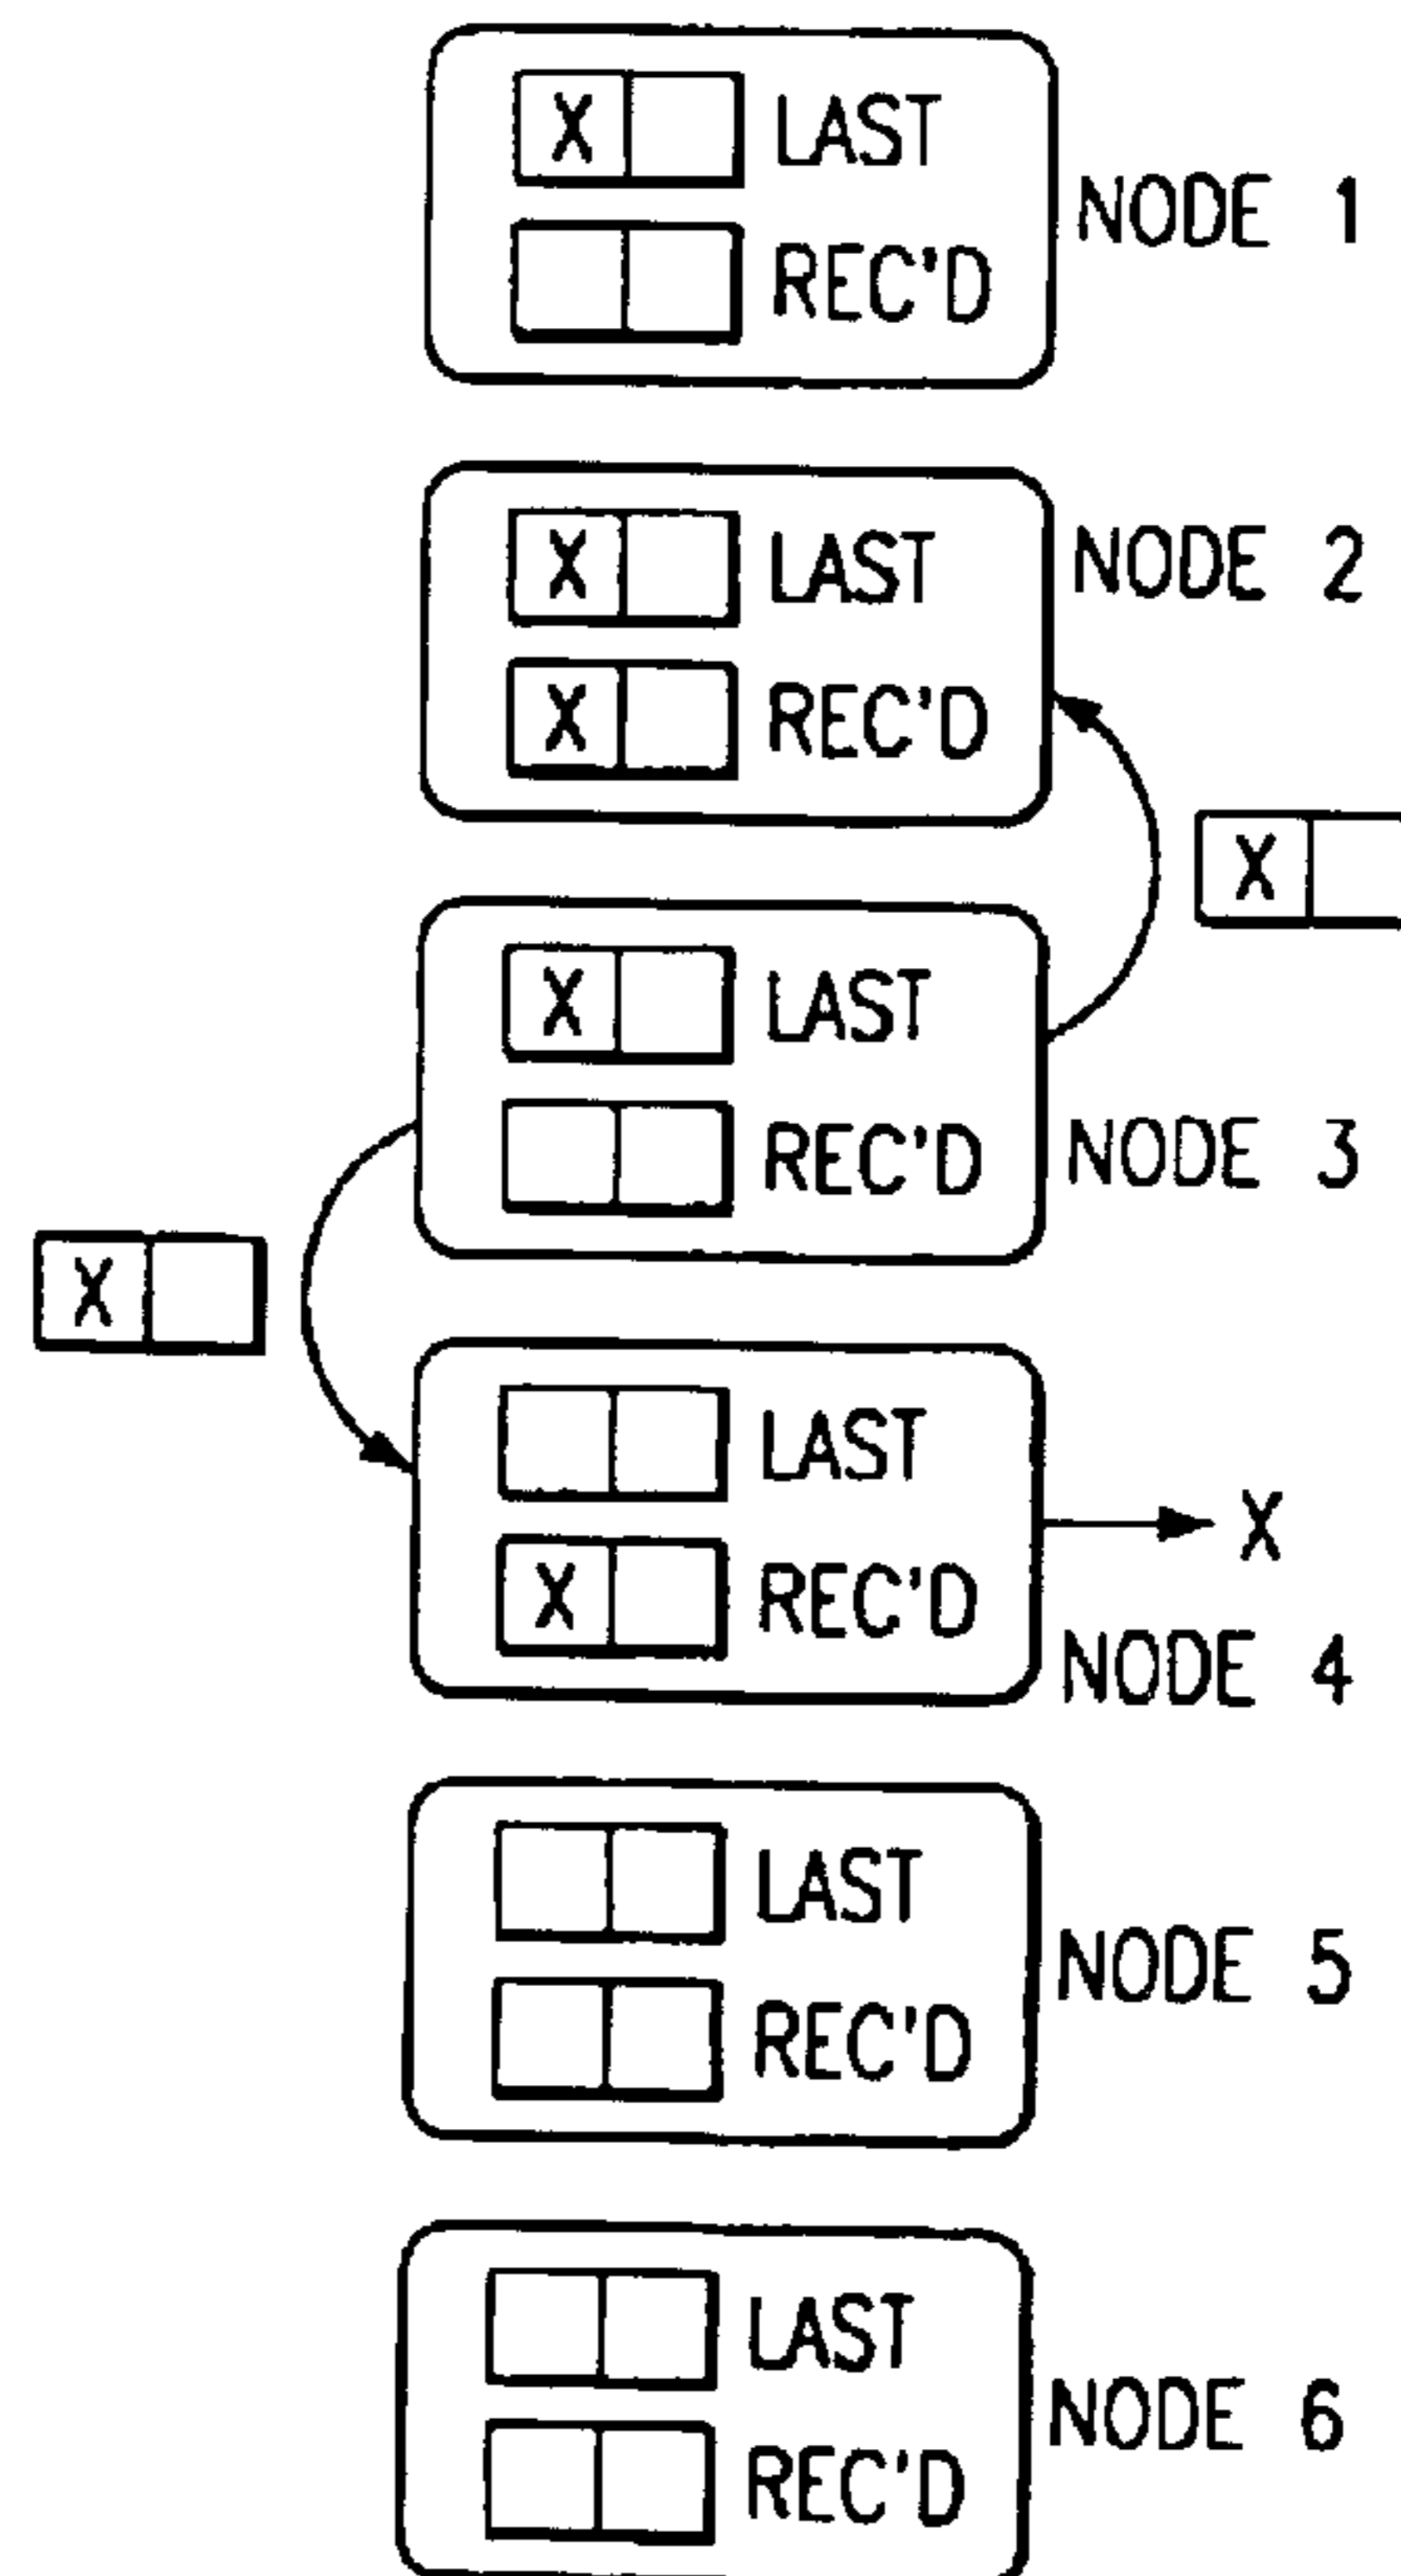 X LAST
NODE 1
REC'D
X LAST
NODE 2
X REC'D
X
X LAST
REC'D
NODE 3
X
LAST
X
X REC'D
NODE 4
LAST
NODE 5
REC'D
LAST
NODE 6
REC'D